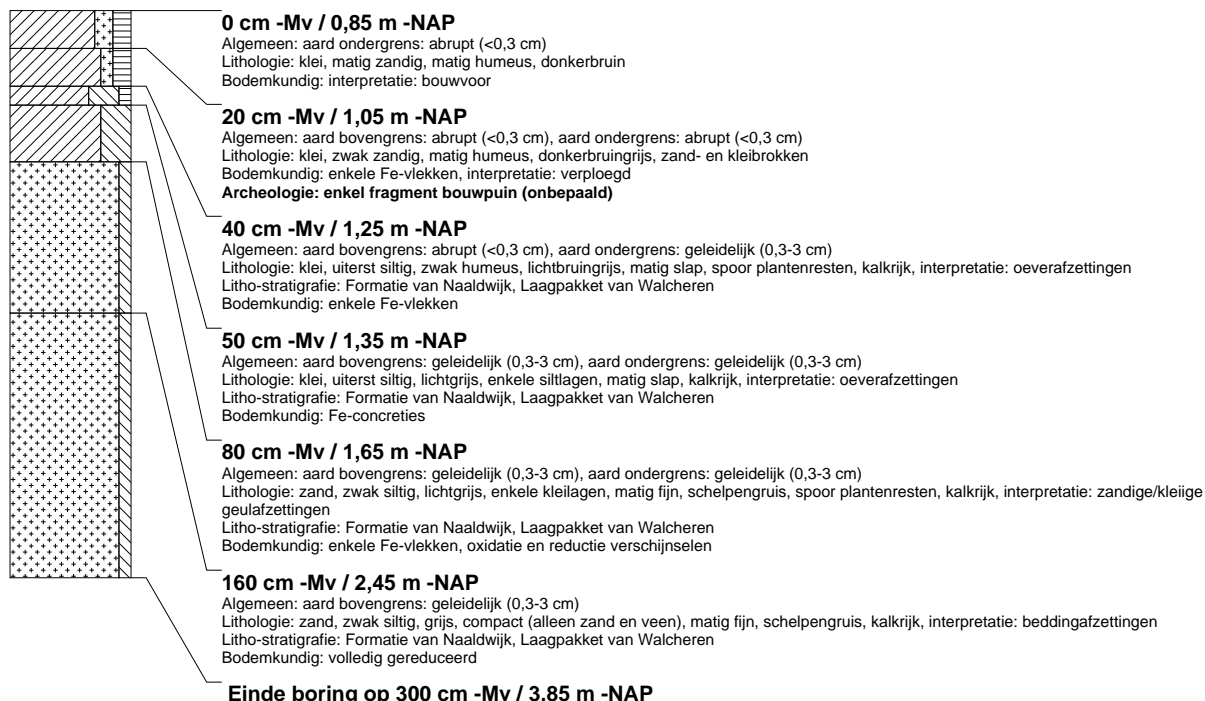 0 cm -Mv / 0,85 m -NAP
Algemeen: aard ondergrens: abrupt (<0,3 cm)
Lithologie: klei, matig zandig, matig humeus, donkerbruin
Bodemkundig: interpretatie: bouwvoor
20 cm -Mv / 1,05 m -NAP
Algemeen: aard bovengrens: abrupt (<0,3 cm), aard ondergrens: abrupt (<0,3 cm)
Lithologie: klei, zwak zandig, matig humeus, donkerbruingrijs, zand- en kleibrokken
Bodemkundig: enkele Fe-vlekken, interpretatie: verploegd
Archeologie: enkel fragment bouwpuin (onbepaald)
40 cm -Mv / 1,25 m -NAP
Algemeen: aard bovengrens: abrupt (<0,3 cm), aard ondergrens: geleidelijk (0,3-3 cm)
Lithologie: klei, uiterst siltig, zwak humeus, lichtbruingrijs, matig slap, spoor plantenresten, kalkrijk, interpretatie: oeverafzettingen
Litho-stratigrafie: Formatie van Naaldwijk, Laagpakket van Walcheren
Bodemkundig: enkele Fe-vlekken
50 cm -Mv / 1,35 m -NAP
Algemeen: aard bovengrens: geleidelijk (0,3-3 cm), aard ondergrens: geleidelijk (0,3-3 cm)
Lithologie: klei, uiterst siltig, lichtgrijs, enkele siltlagen, matig slap, kalkrijk, interpretatie: oeverafzettingen
Litho-stratigrafie: Formatie van Naaldwijk, Laagpakket van Walcheren
Bodemkundig: Fe-concreties
80 cm -Mv / 1,65 m -NAP
Algemeen: aard bovengrens: geleidelijk (0,3-3 cm), aard ondergrens: geleidelijk (0,3-3 cm)
Lithologie: zand, zwak siltig, lichtgrijs, enkele kleilagen, matig fijn, schelpengruis, spoor plantenresten, kalkrijk, interpretatie: zandige/kleiige
geulafzettingen
Litho-stratigrafie: Formatie van Naaldwijk, Laagpakket van Walcheren
Bodemkundig: enkele Fe-vlekken, oxidatie en reductie verschijnselen
160 cm -Mv / 2,45 m -NAP
Algemeen: aard bovengrens: geleidelijk (0,3-3 cm)
Lithologie: zand, zwak siltig, grijs, compact (alleen zand en veen), matig fijn, schelpengruis, kalkrijk, interpretatie: beddingafzettingen
Litho-stratigrafie: Formatie van Naaldwijk, Laagpakket van Walcheren
Bodemkundig: volledig gereduceerd
Einde boring op 300 cm -Mv / 3,85 m -NAP